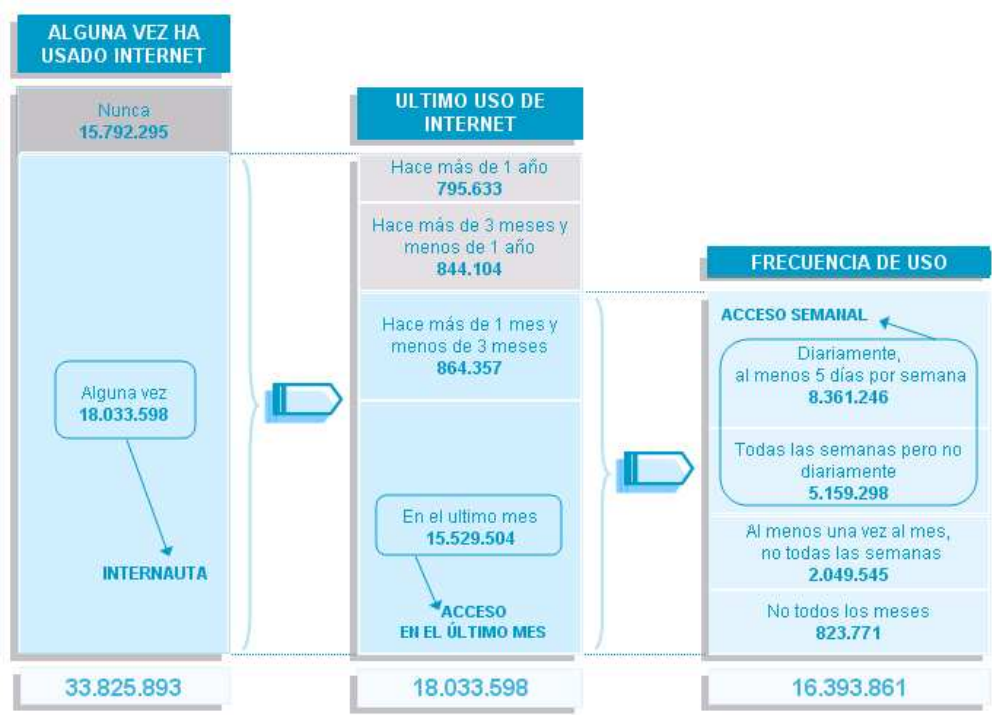 ALGUNA VEZ HA
USADO INTERNET
Nunca
15.792.295
Alguna vez
18.033.598
INTERNAUTA
33.825.893
ULTIMO USO DE
INTERNET
Hace más de 1 año
795.633
Hace más de 3 meses y
menos de 1 año
844.104
Hace más de 1 mes y
menos de 3 meses
864.357
En el ultimo mes
15.529.504
ACCESO
EN EL ÚLTIMO MES
18.033.598
FRECUENCIA DE USO
ACCESO SEMANAL
Diariamente,
al menos 5 días por semana
8.361.246
Todas las semanas pero no
diariamente
5.159.298
Al menos una vez al mes,
no todas las semanas
2.049.545
No todos los meses
823.771
16.393.861